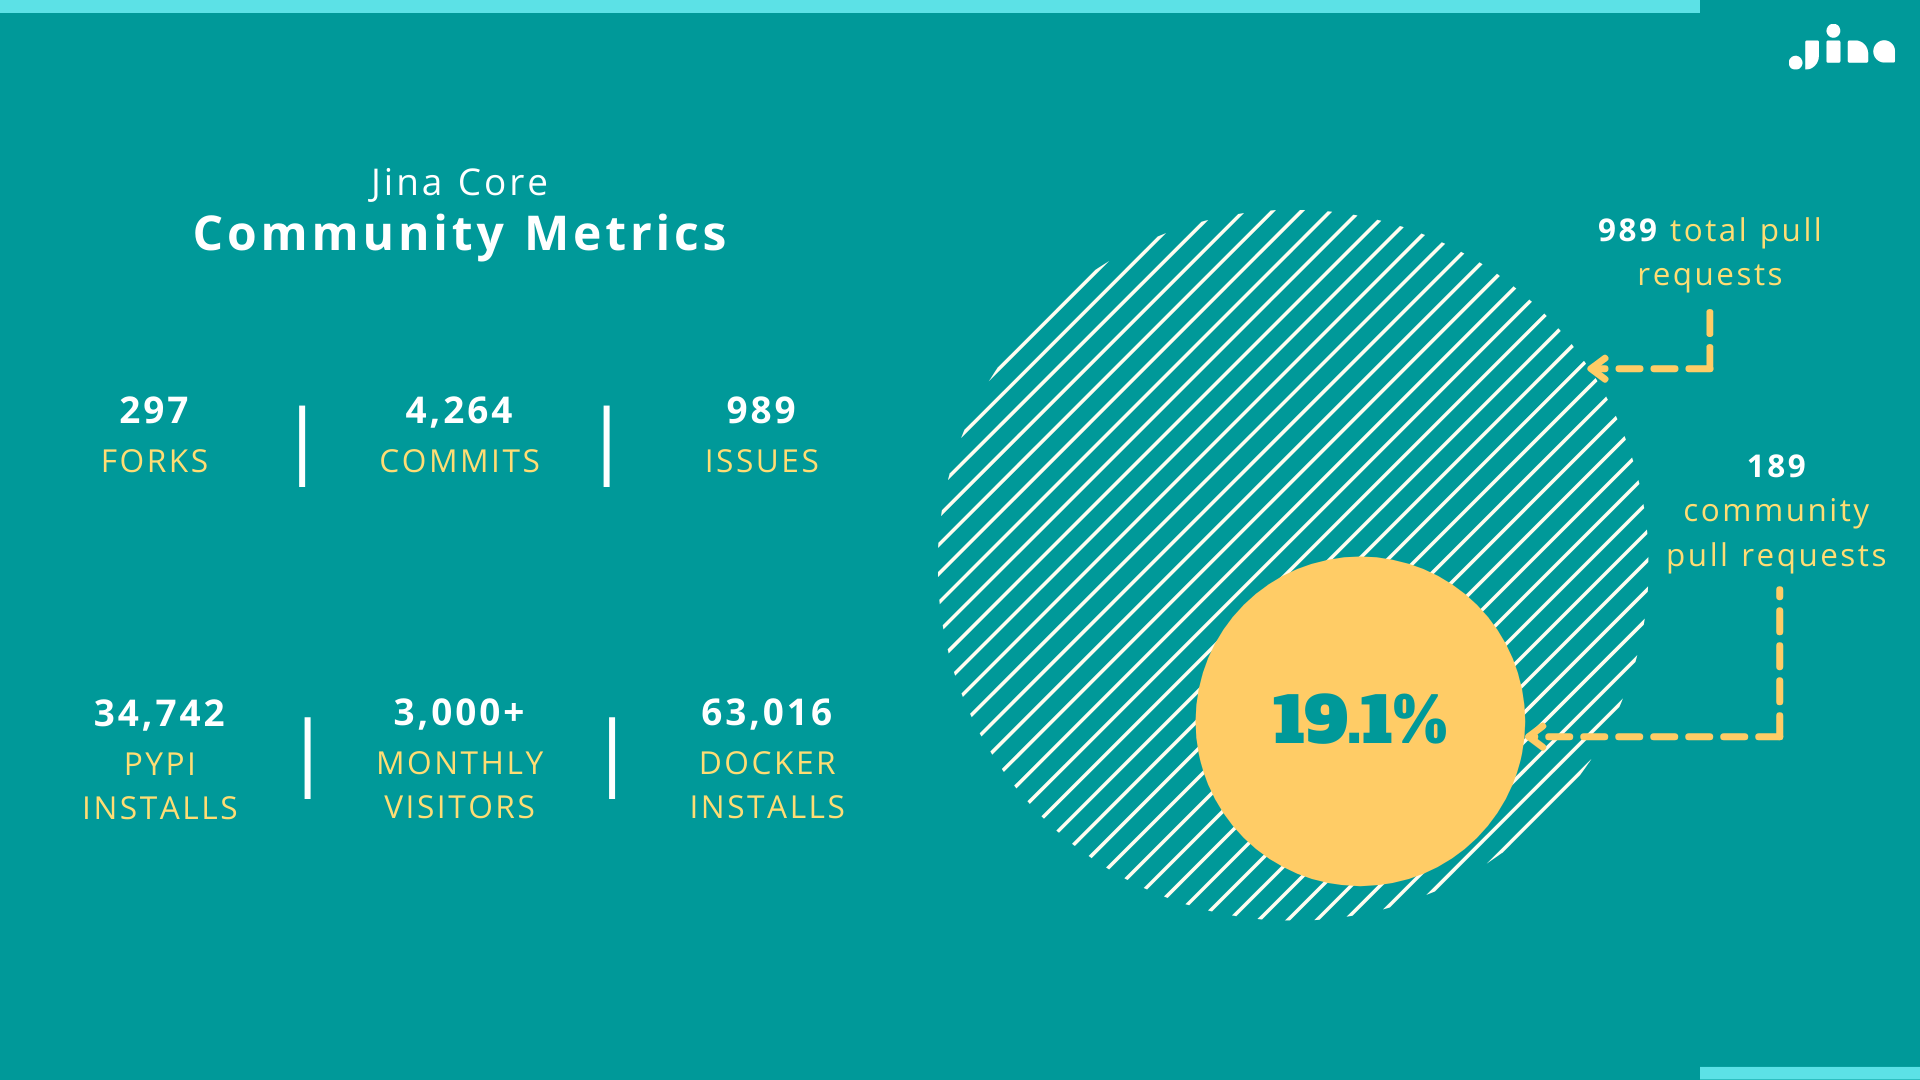 Jina
Jina Core
Community Metrics
297
FORKS
4,264
COMMITS
989
ISSUES
34,742
PYPI
INSTALLS
3,000+
MONTHLY
VISITORS
63,016
DOCKER
INSTALLS
989 total pull
requests
189
community
pull requests
19.1%